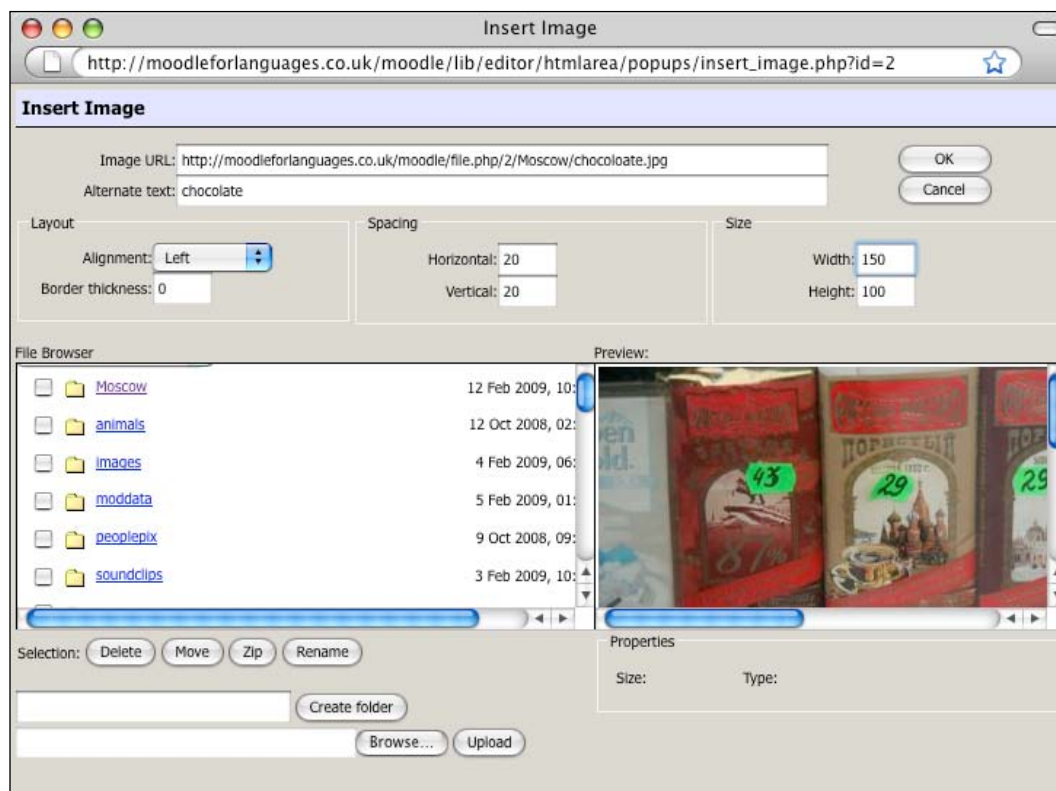 Insert Image
http://moodleforlanguages.co.uk/moodle/lib/editor/htmlarea/popups/insert_image.php?id=2
Insert Image
Image URL: http://moodleforlanguages.co.uk/moodle/file.php/2/Moscow/chocoloate.jpg
OK
Alternate text: chocolate
Cancel
Layout
Alignment: Left
Border thickness: 0
Spacing
Horizontal: 20
Vertical: 20
Size
Width: 150
Height: 100
File Browser
Moscow 12 Feb 2009, 10:
animals 12 Oct 2008, 02:
images 4 Feb 2009, 06:
moddata 5 Feb 2009, 01:
peoplepix 9 Oct 2008, 09:
soundclips 3 Feb 2009, 10:
Preview:
ПОРИСТЫЙ
43
29
29
87%
Selection: Delete Move Zip Rename
Create folder
Browse... Upload
Properties
Size: Type: